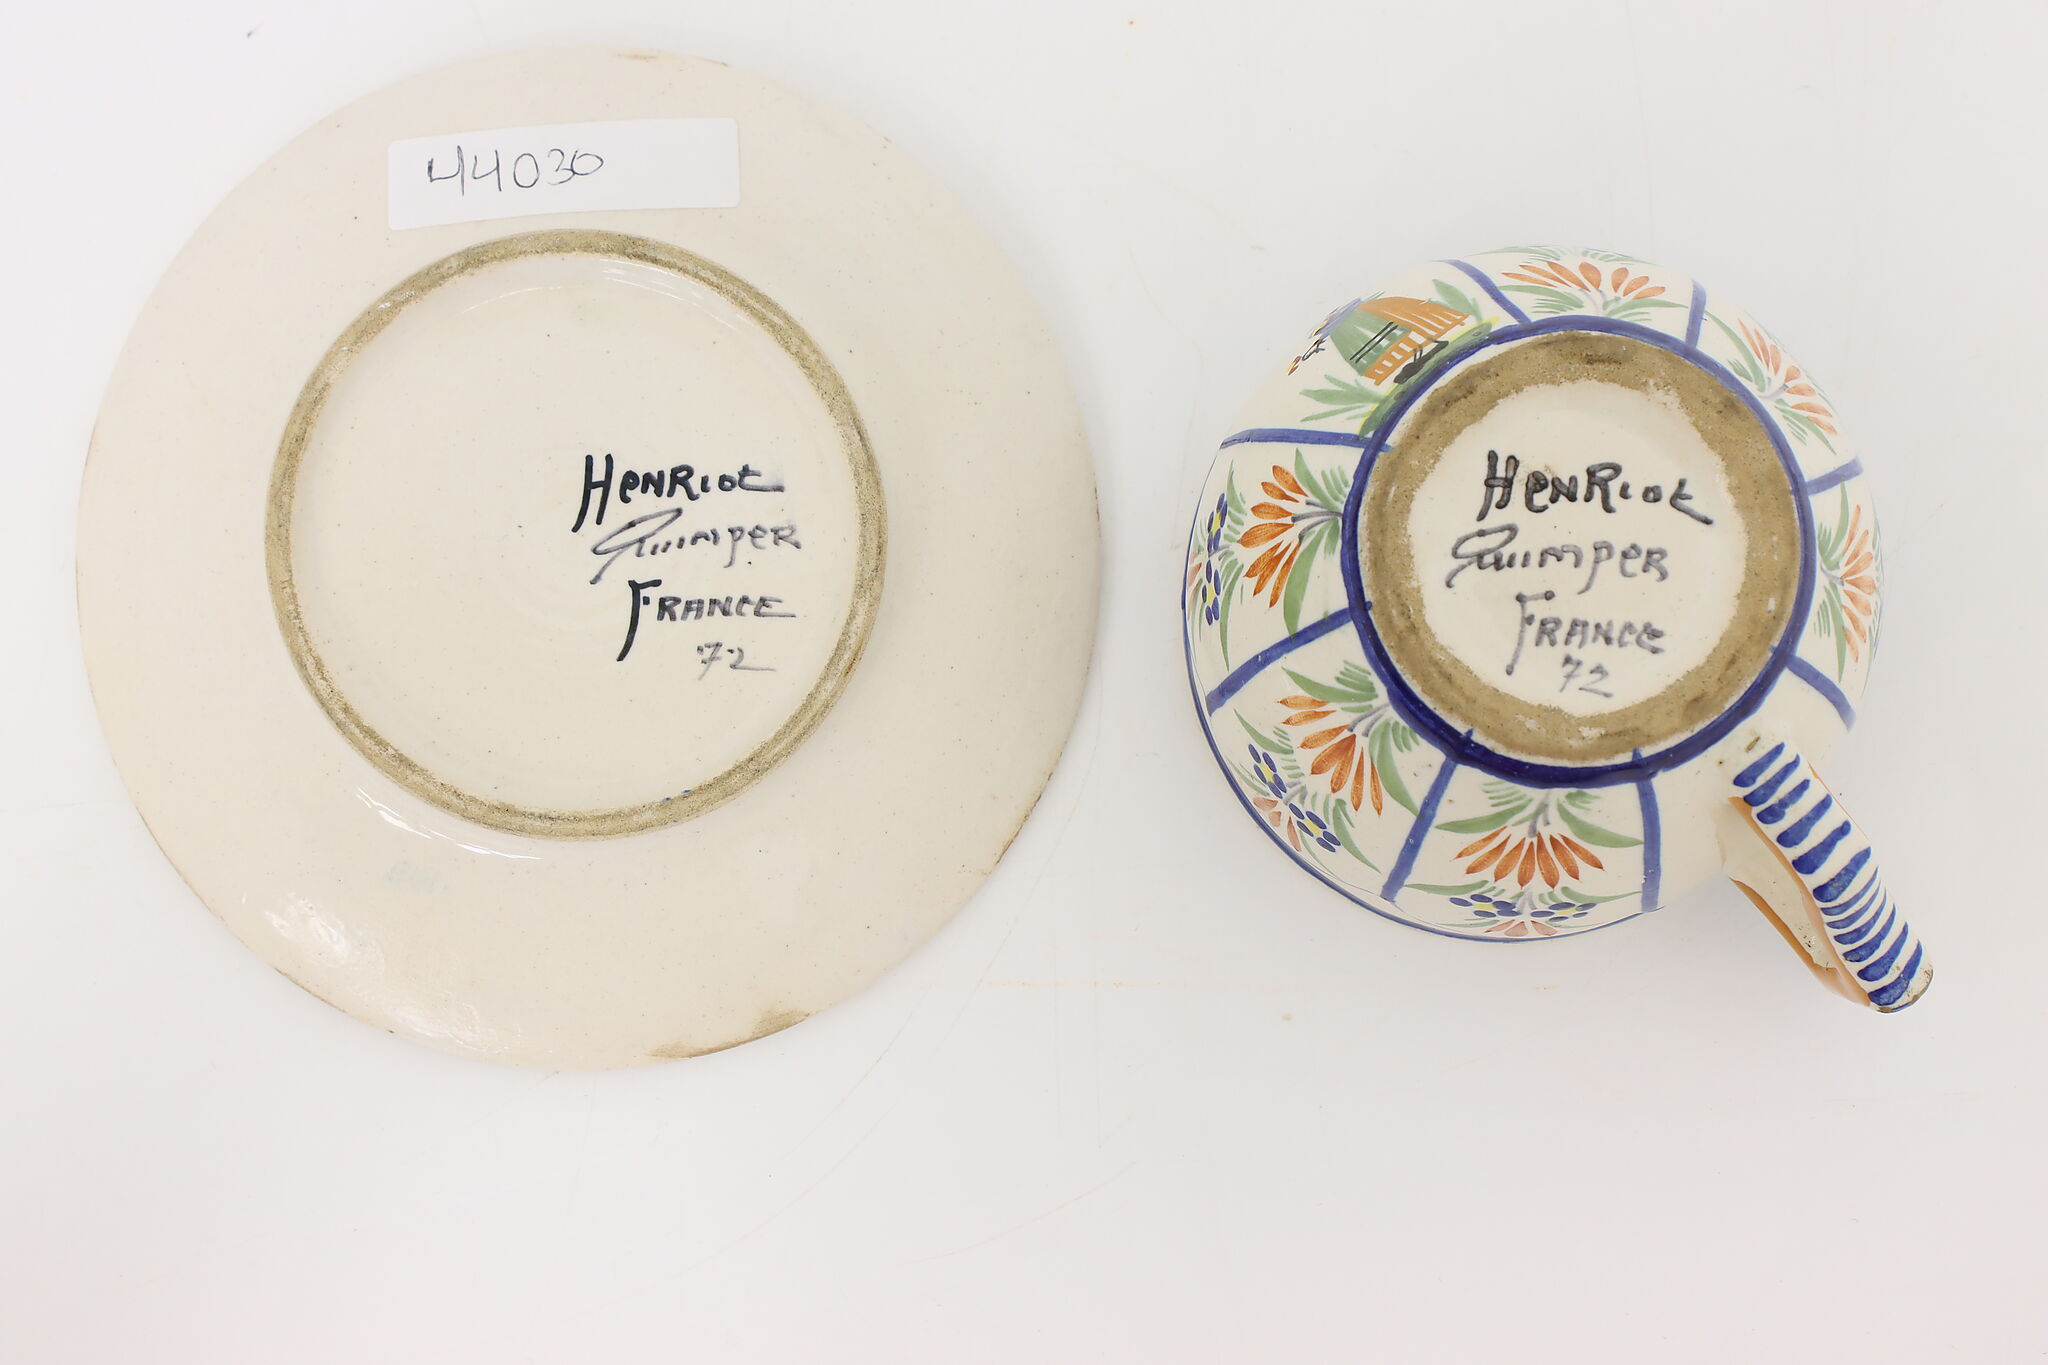 44030
HenRiot
Quimper
FRANCE
72
HenRiot
Quimper
FRANCE
72